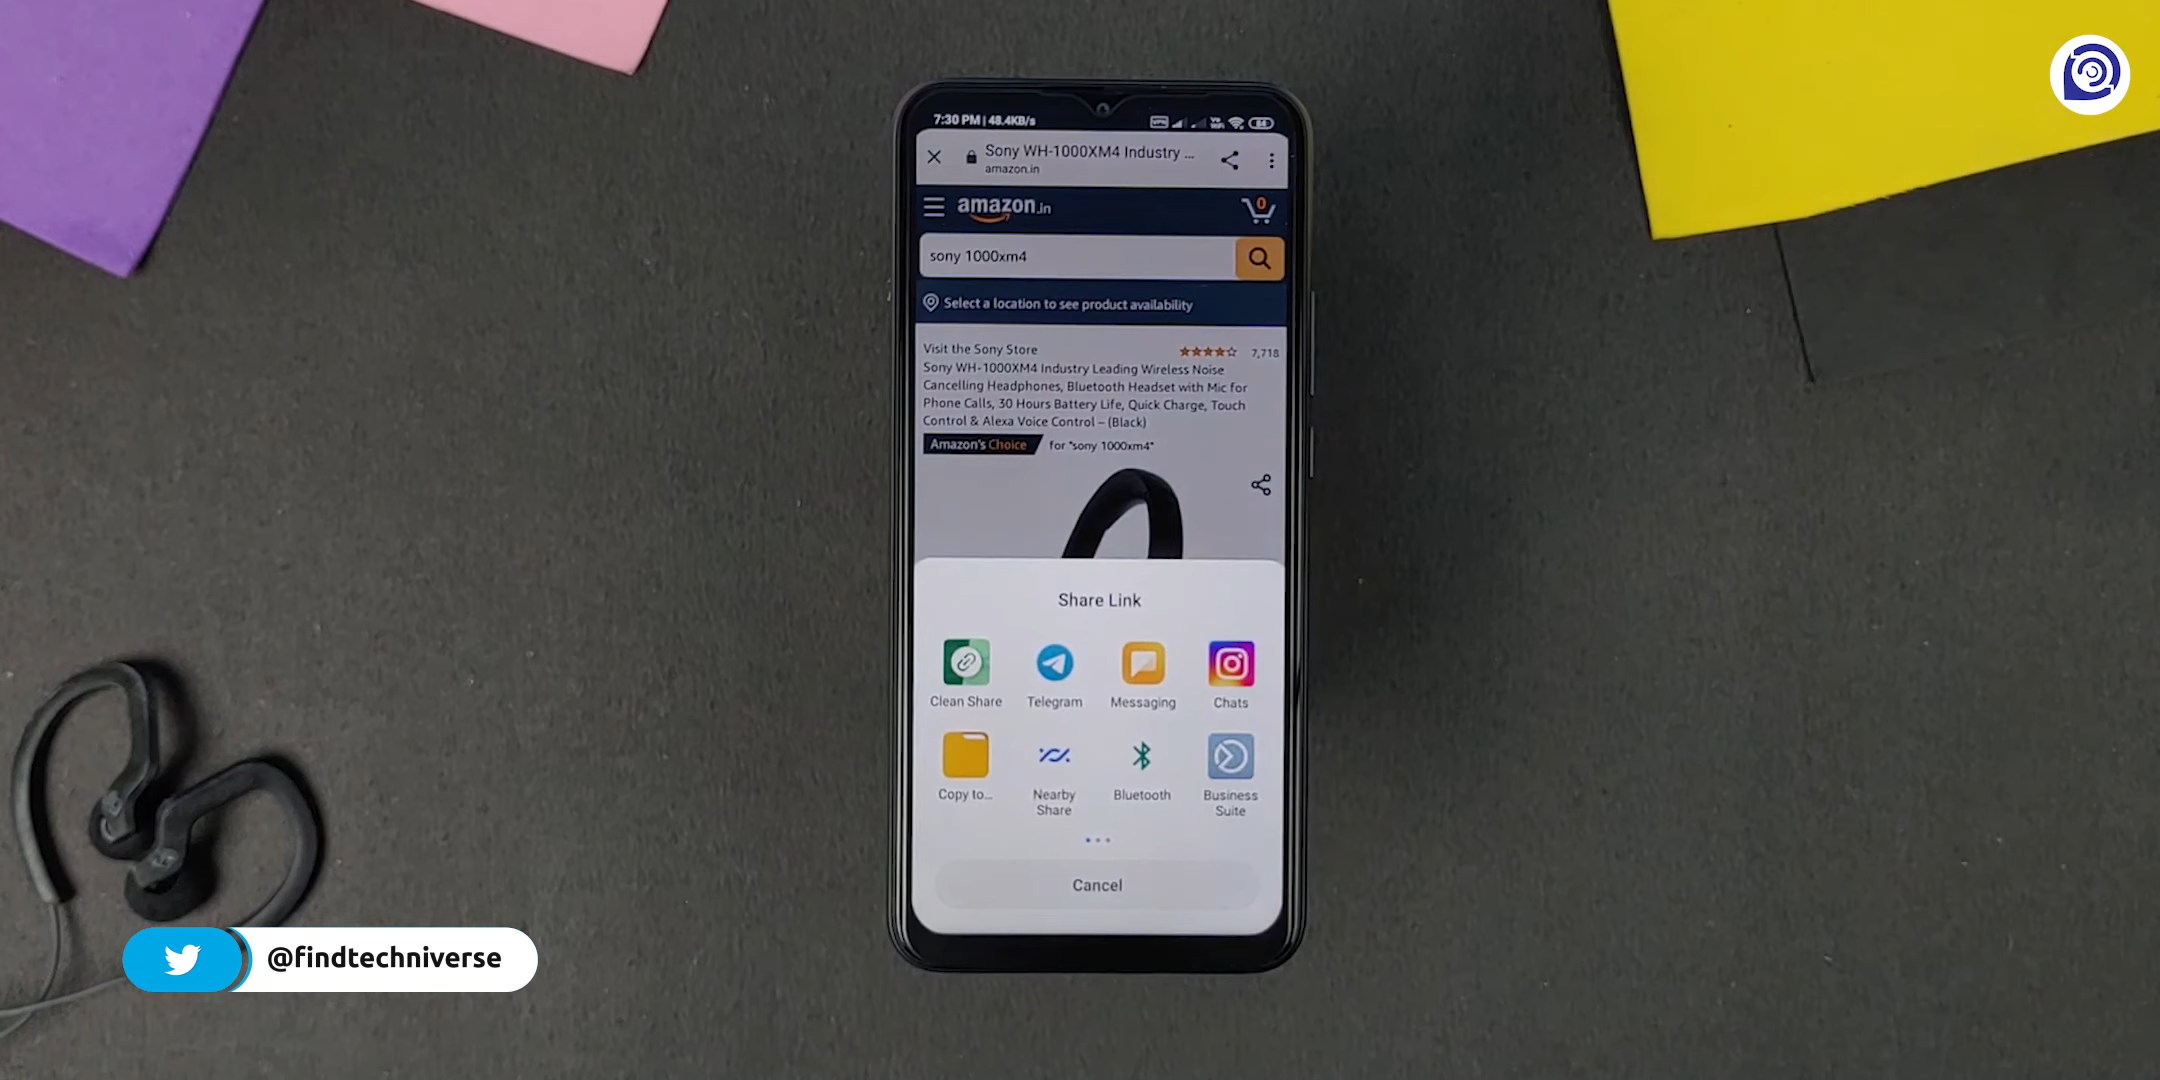 7:30 PM | 48.4KB/s
84
Sony WH-1000XM4 Industry ...
amazon.in
amazon.in
0
sony 1000xm4
Select a location to see product availability
Visit the Sony Store
7,718
Sony WH-1000XM4 Industry Leading Wireless Noise
Cancelling Headphones, Bluetooth Headset with Mic for
Phone Calls, 30 Hours Battery Life, Quick Charge, Touch
Control & Alexa Voice Control – (Black)
Amazon's Choice for "sony 1000xm4"
Share Link
Clean Share Telegram Messaging Chats
Copy to... Nearby Share Bluetooth Business Suite
Cancel
@findtechniverse